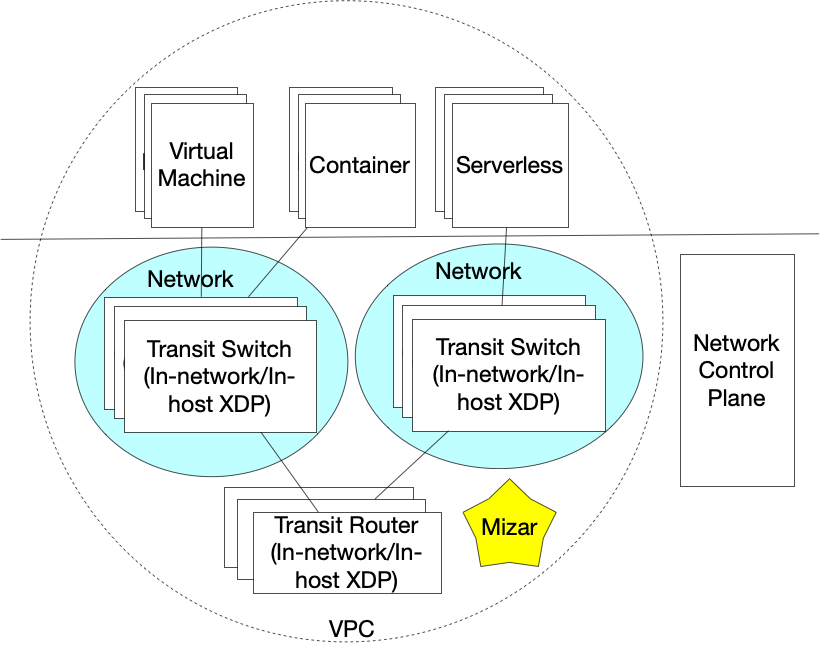 Virtual
Machine
Container
Serverless
Network
Network
Transit Switch
(In-network/In-
host XDP)
Transit Switch
(In-network/In-
host XDP)
Network
Control
Plane
Transit Router
(In-network/In-
host XDP)
Mizar
VPC